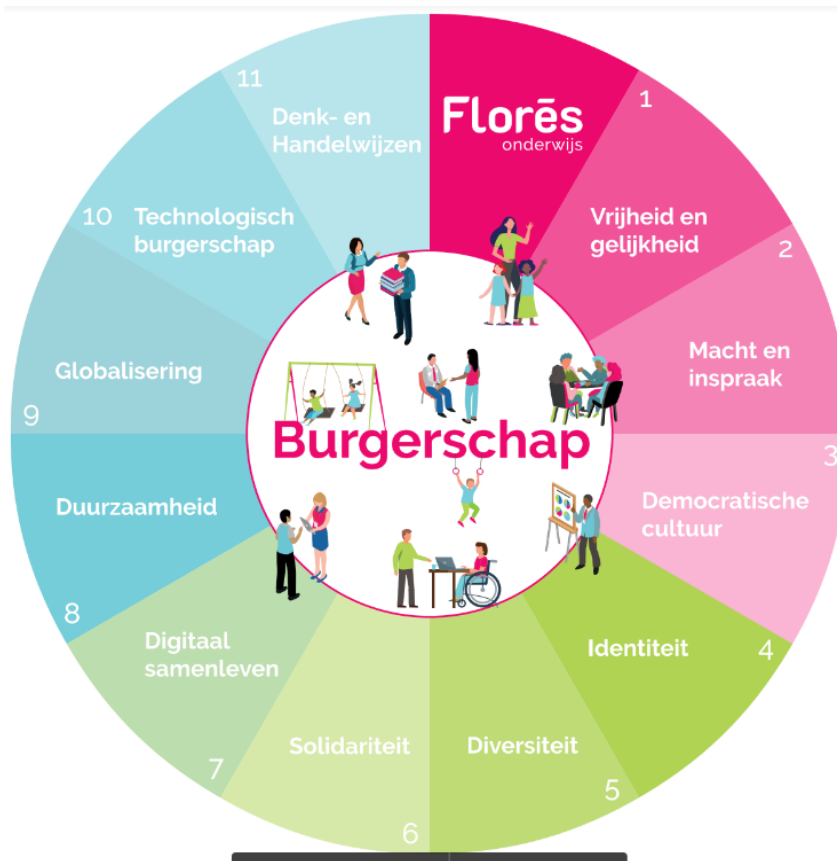 Florēs
onderwijs
1
Vrijheid en
gelijkheid
2
Macht en
inspraak
3
Democratische
cultuur
4
Identiteit
5
Diversiteit
6
Solidariteit
7
Digitaal
samenleven
8
Duurzaamheid
9
Globalisering
10
Technologisch
burgerschap
11
Denk- en
Handelwijzen
Burgerschap